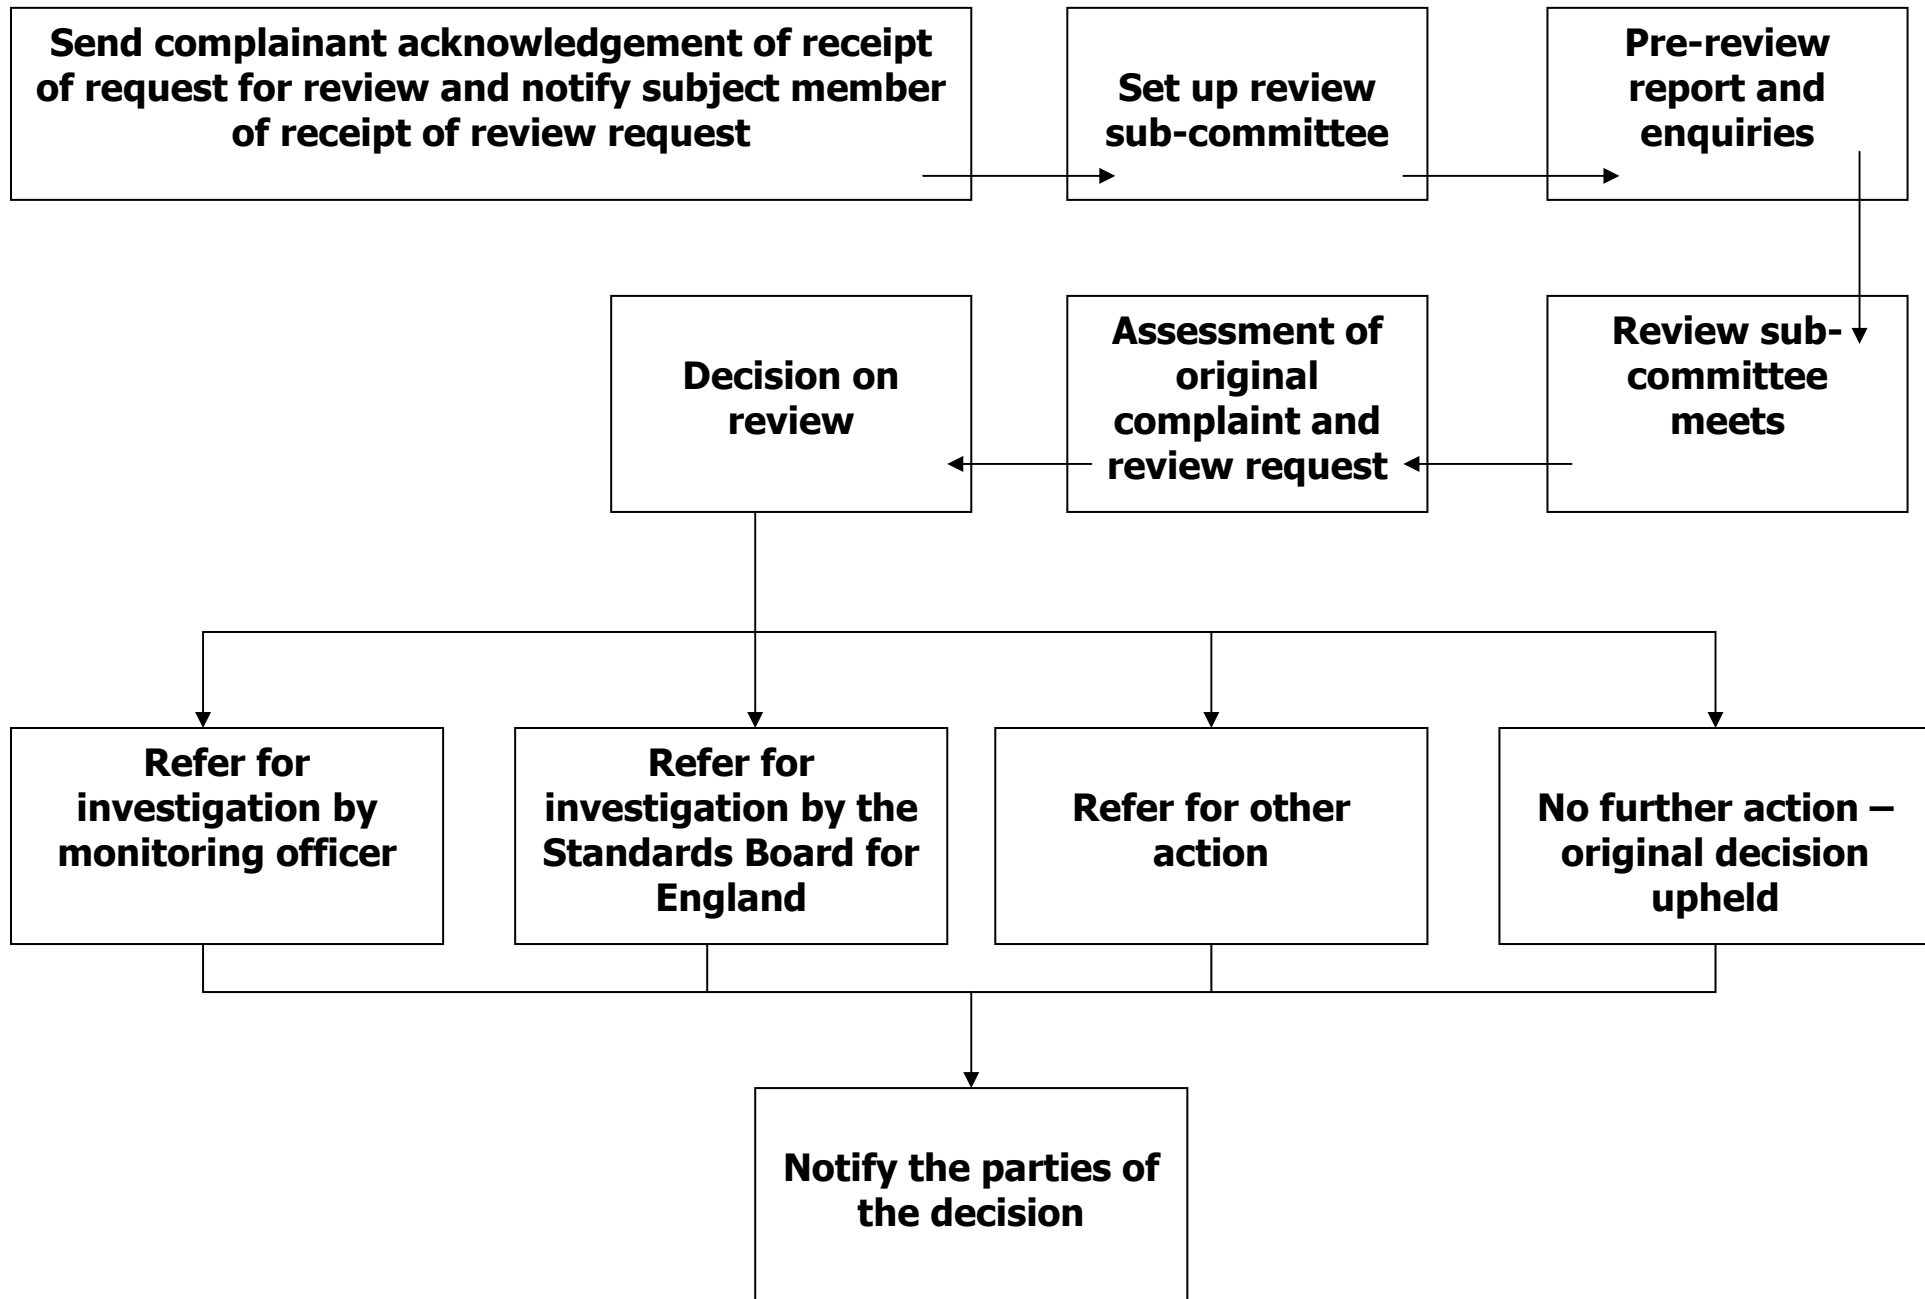 Send complainant acknowledgement of receipt
of request for review and notify subject member
of receipt of review request
Set up review
sub-committee
Pre-review
report and
enquiries
Review sub-
committee
meets
Assessment of
original
complaint and
review request
Decision on
review
Refer for
investigation by
monitoring officer
Refer for
investigation by the
Standards Board for
England
Refer for other
action
No further action –
original decision
upheld
Notify the parties of
the decision